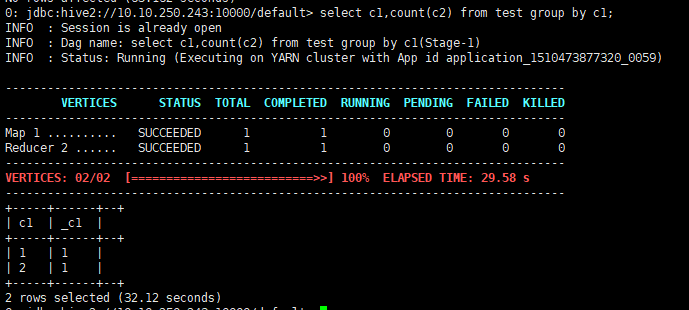 0: jdbc:hive2://10.10.250.243:10000/default> select c1,count(c2) from test group by c1;
INFO  : Session is already open
INFO  : Dag name: select c1,count(c2) from test group by c1(Stage-1)
INFO  : Status: Running (Executing on YARN cluster with App id application_1510473877320_0059)
--------------------------------------------------------------------------------
VERTICES      STATUS  TOTAL  COMPLETED  RUNNING  PENDING  FAILED  KILLED
--------------------------------------------------------------------------------
Map 1 ..........   SUCCEEDED      1          1        0        0       0       0
Reducer 2 ......   SUCCEEDED      1          1        0        0       0       0
--------------------------------------------------------------------------------
VERTICES: 02/02  [==========================>>] 100%  ELAPSED TIME: 29.58 s
--------------------------------------------------------------------------------
+-----+------+--+
| c1  | _c1  |
+-----+------+--+
| 1   | 1    |
| 2   | 1    |
+-----+------+--+
2 rows selected (32.12 seconds)